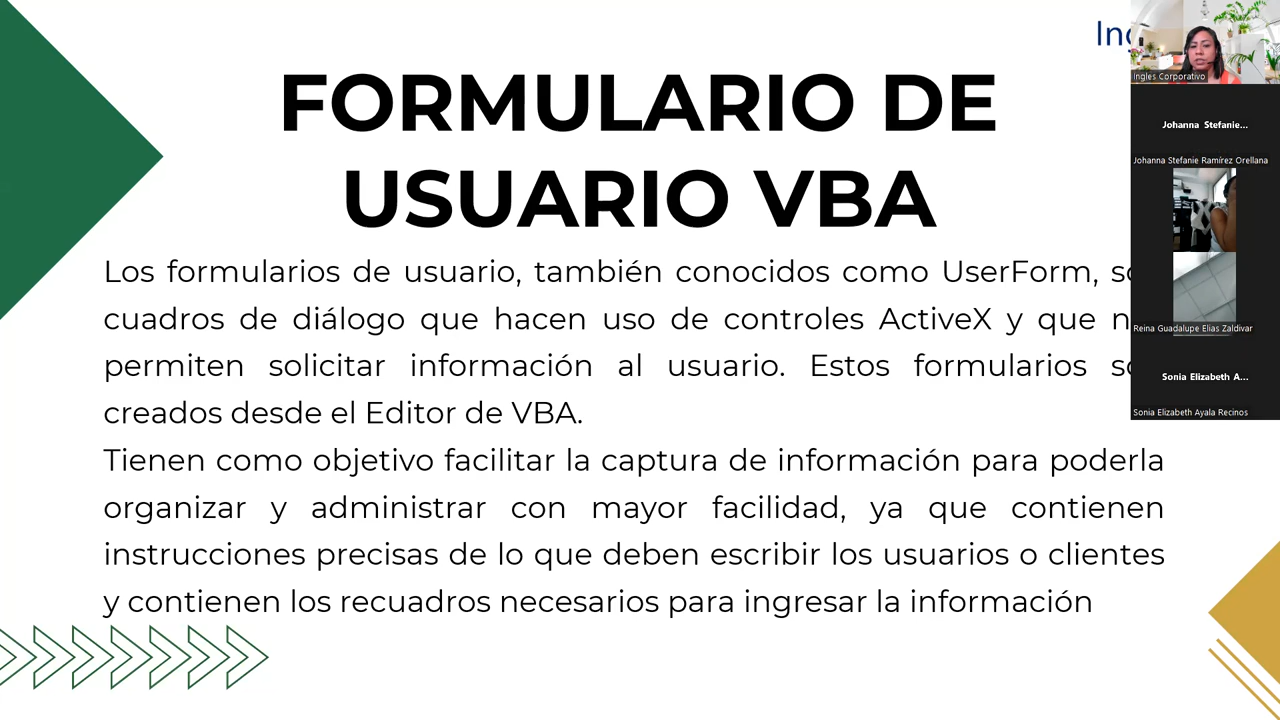 FORMULARIO DE
USUARIO VBA
Los formularios de usuario, también conocidos como UserForm,
cuadros de diálogo que hacen uso de controles ActiveX y que
permiten solicitar información al usuario. Estos formularios
creados desde el Editor de VBA.
Tienen como objetivo facilitar la captura de información para poderla
organizar y administrar con mayor facilidad, ya que contienen
instrucciones precisas de lo que deben escribir los usuarios o clientes
y contienen los recuadros necesarios para ingresar la información
Ingles Corporativo
Johanna Stefanie...
Johanna Stefanie Ramírez Orellana
Reina Guadalupe Elias Zaldivar
Sonia Elizabeth A...
Sonia Elizabeth Ayala Recinos